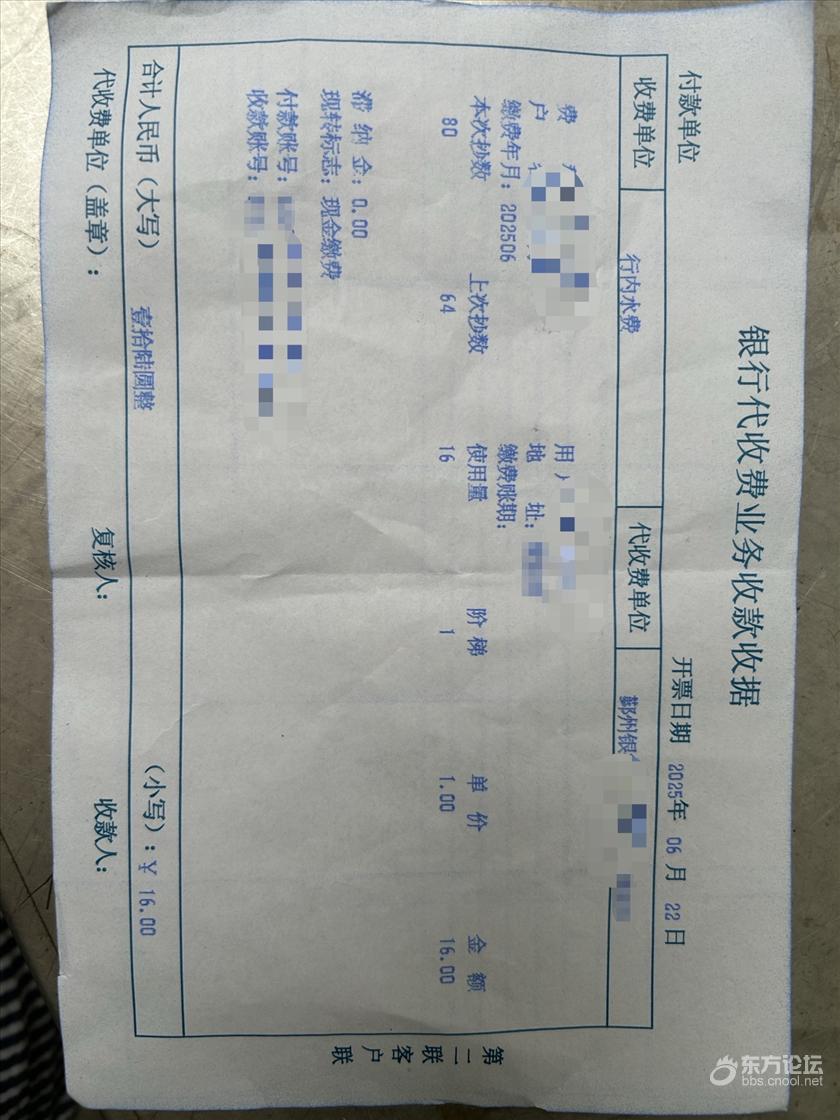 银行代收费业务收款收据
开票日期 2025年 06 月 22 日
付款单位
收费单位 行内水费 代收费单位 鄞州银
费 用
户 地 址:
缴费年月: 202506 缴费账期:
本次抄数 上次抄数 使用量 阶梯 单价 金额
80 64 16 1 1.00 16.00
滞纳金: 0.00
现转标志: 现金缴费
付款账号:
收款账号:
合计人民币（大写） 壹拾陆圆整 （小写）: ¥ 16.00
代收费单位（盖章）: 复核人: 收款人:
第二联 客户联
东方论坛
bbs.cnool.net